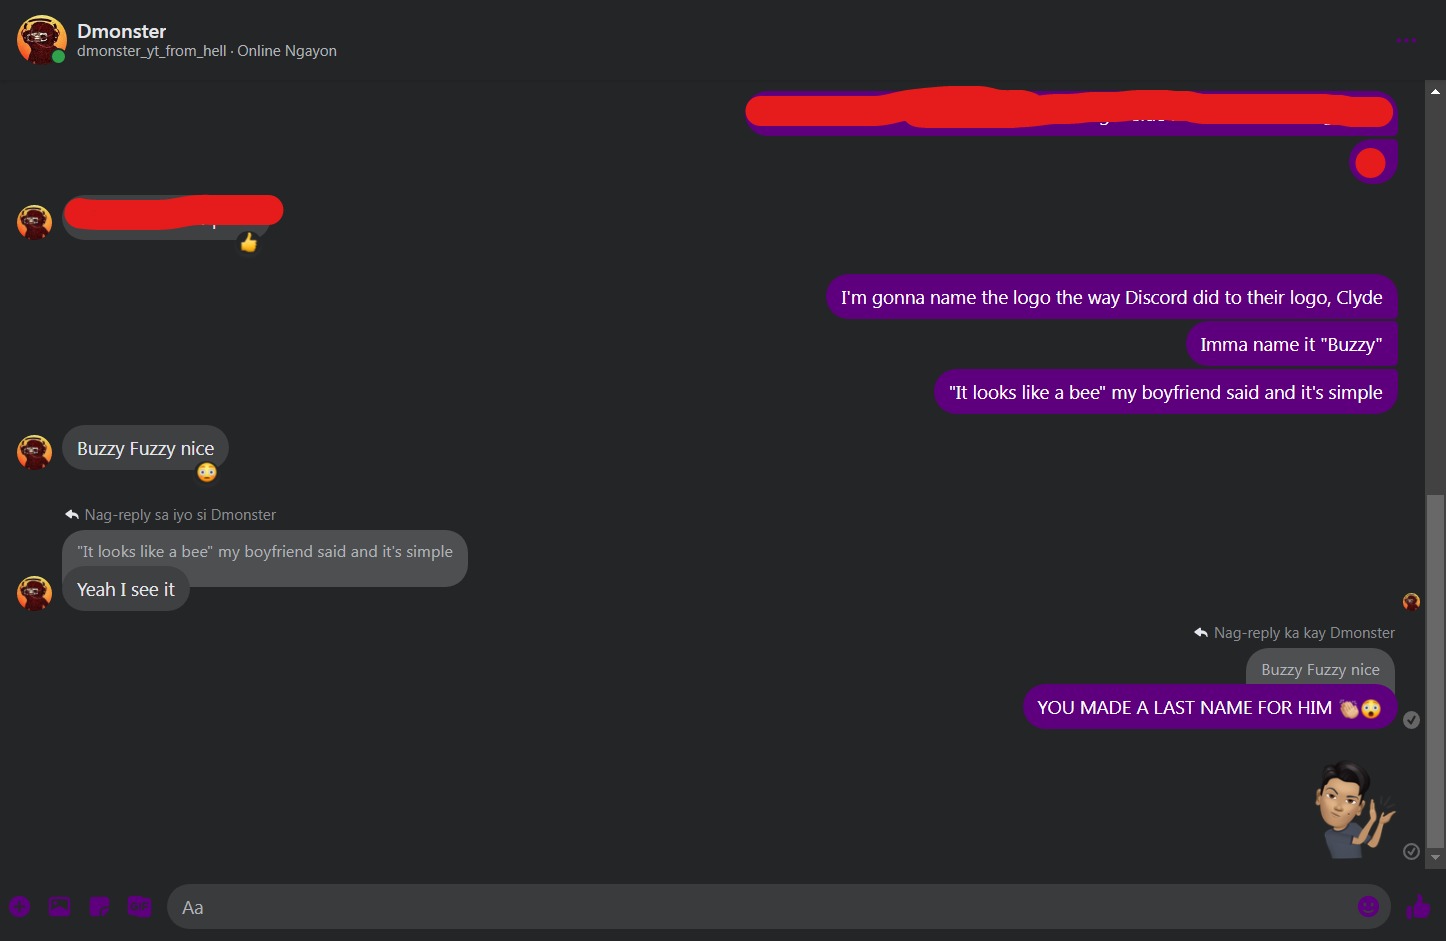 Dmonster
dmonster_yt_from_hell · Online Ngayon
I'm gonna name the logo the way Discord did to their logo, Clyde
Imma name it "Buzzy"
"It looks like a bee" my boyfriend said and it's simple
Buzzy Fuzzy nice
Nag-reply sa iyo si Dmonster
"It looks like a bee" my boyfriend said and it's simple
Yeah I see it
Nag-reply ka kay Dmonster
Buzzy Fuzzy nice
YOU MADE A LAST NAME FOR HIM 👏🏼😲
Aa